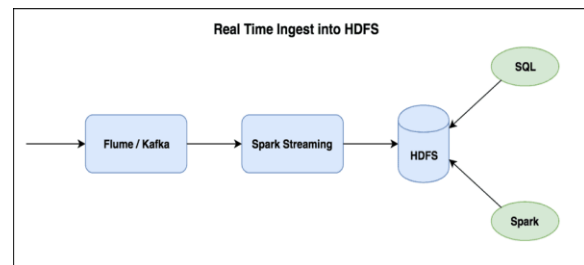 Real Time Ingest into HDFS
SQL
Flume / Kafka
Spark Streaming
HDFS
Spark